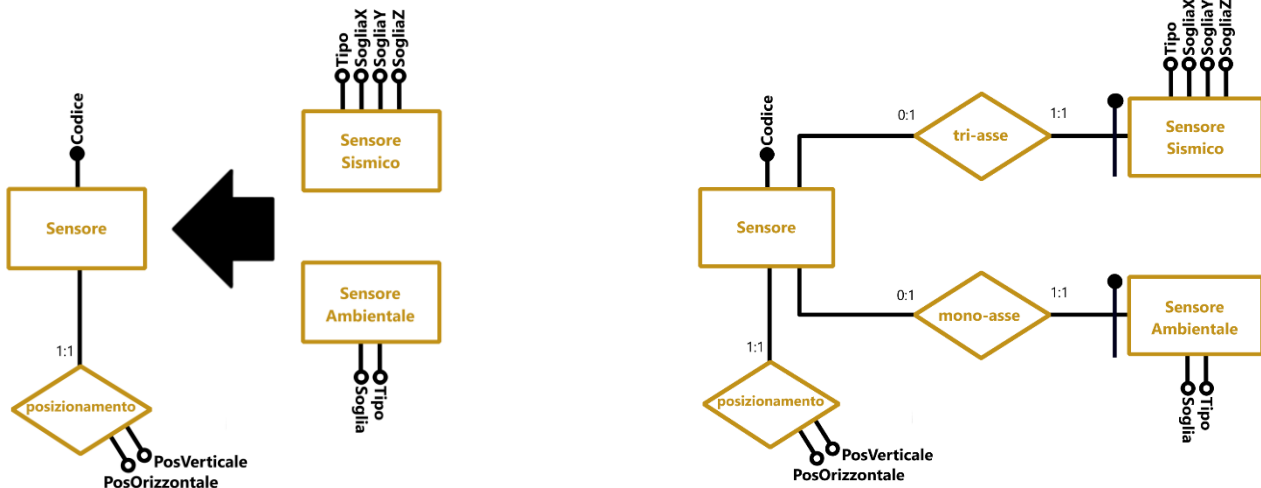 Tipo
SogliaX
SogliaY
SogliaZ
Codice
Sensore
Sismico
Sensore
Sensore
Ambientale
1:1
Soglia
Tipo
posizionamento
PosVerticale
PosOrizzontale
Tipo
SogliaX
SogliaY
SogliaZ
Codice
0:1
tri-asse
1:1
Sensore
Sismico
Sensore
0:1
mono-asse
1:1
Sensore
Ambientale
1:1
Soglia
Tipo
posizionamento
PosVerticale
PosOrizzontale